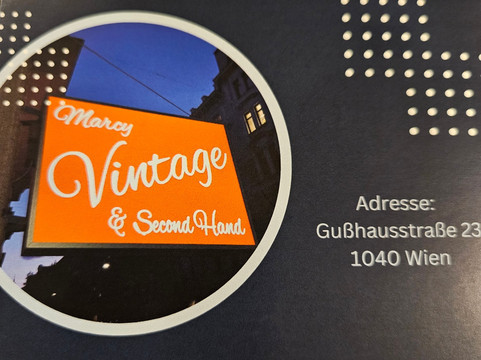 Marcy
Vintage
& Second Hand
Adresse:
Gußhausstraße 23
1040 Wien